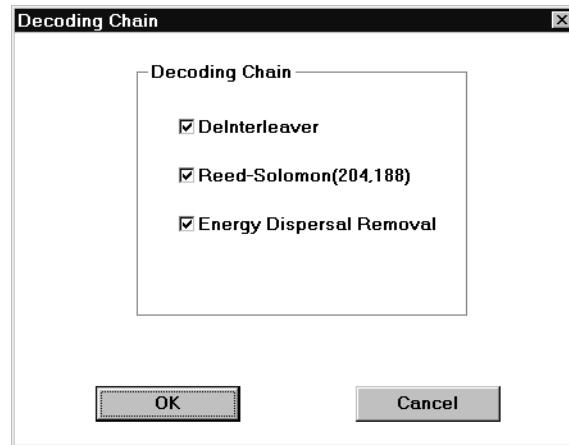 Decoding Chain
Decoding Chain
DeInterleaver
Reed-Solomon(204,188)
Energy Dispersal Removal
OK
Cancel